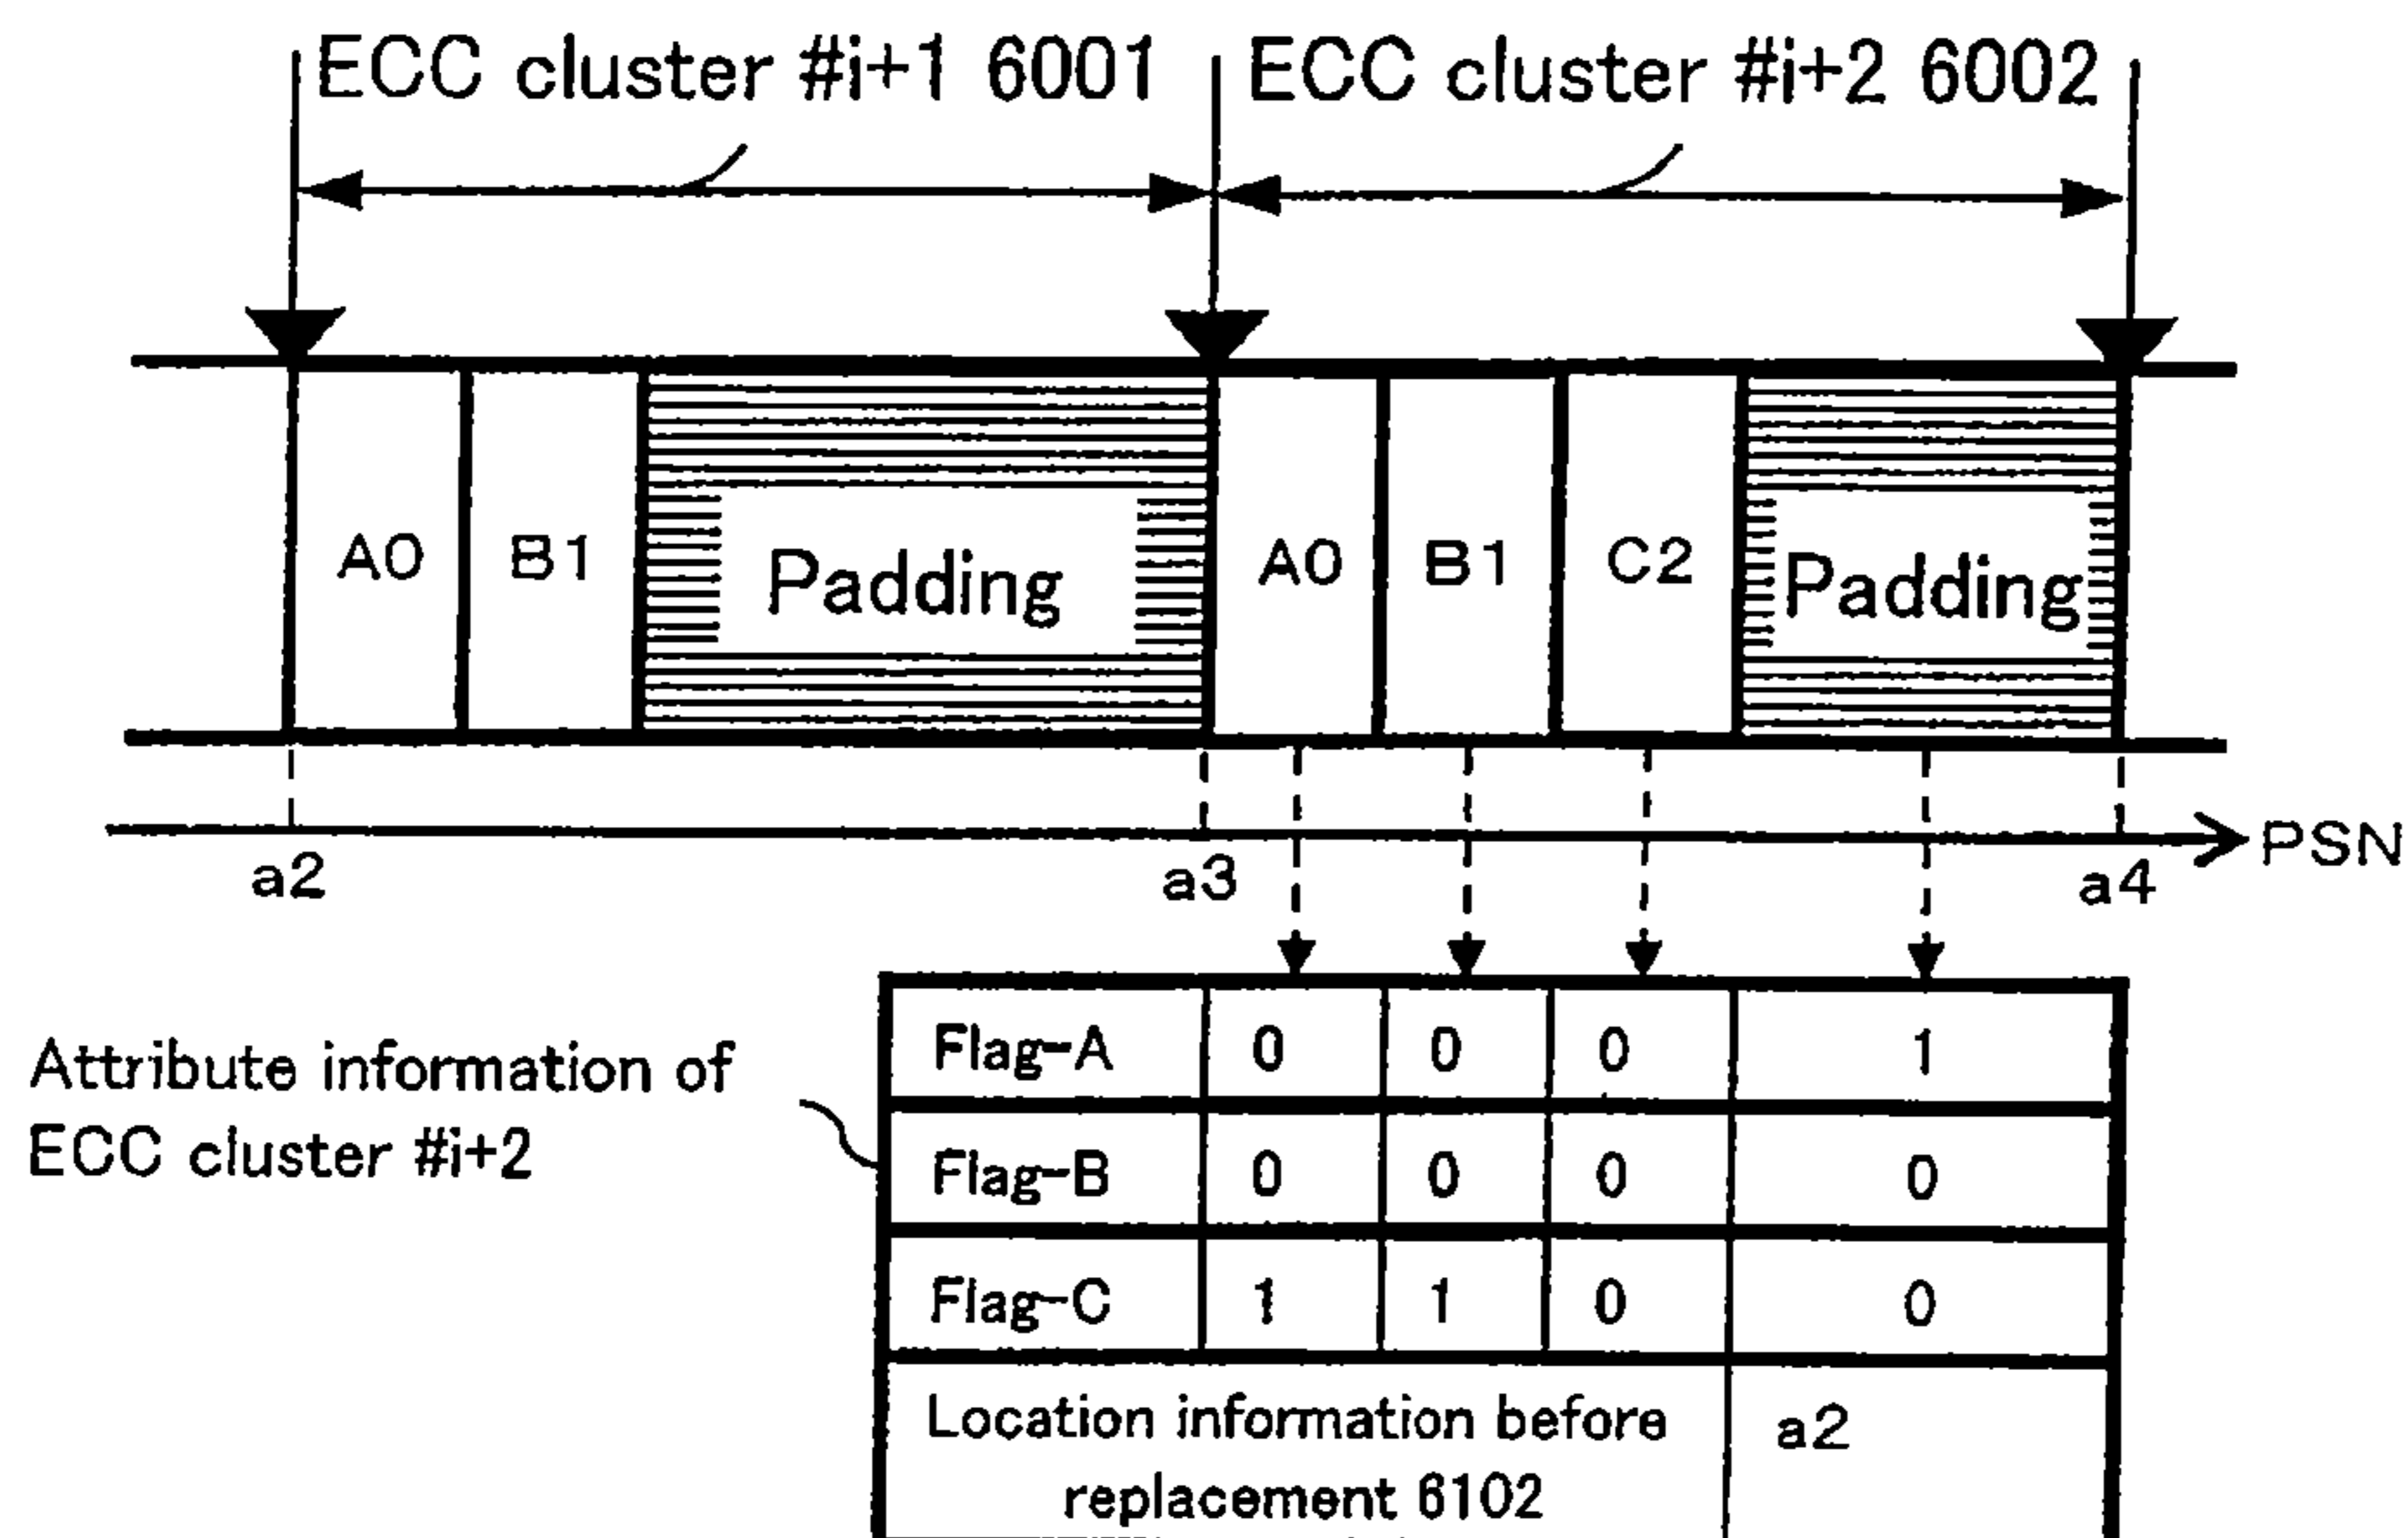 ECC cluster #i+1 6001 ECC cluster #i+2 6002
A0 B1 Padding A0 B1 C2 Padding
PSN
a2 a3 a4
Attribute information of
ECC cluster #i+2
Flag-A 0 0 0 1
Flag-B 0 0 0 0
Flag-C 1 1 0 0
Location information before a2
replacement 6102